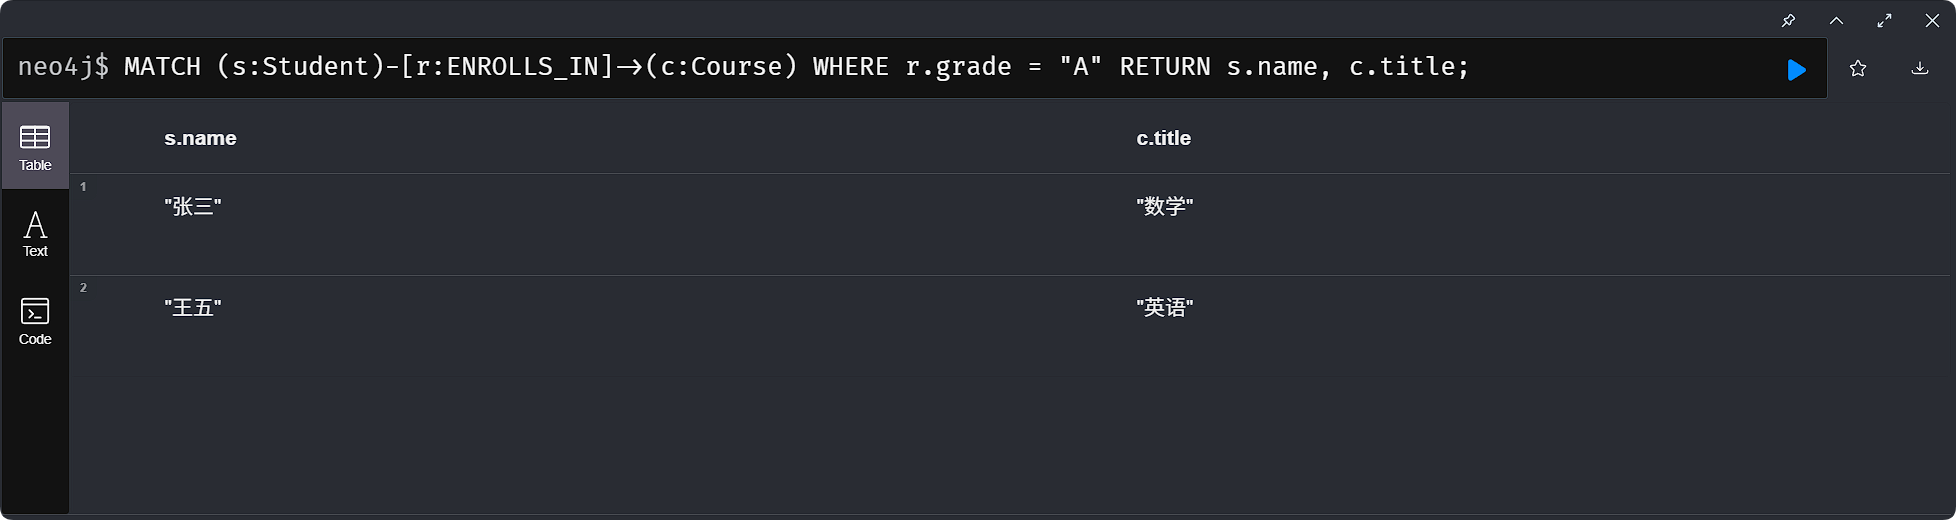 neo4j$ MATCH (s:Student)-[r:ENROLLS_IN]->(c:Course) WHERE r.grade = "A" RETURN s.name, c.title;
s.name c.title
Table
1
"张三" "数学"
Text
2
"王五" "英语"
Code